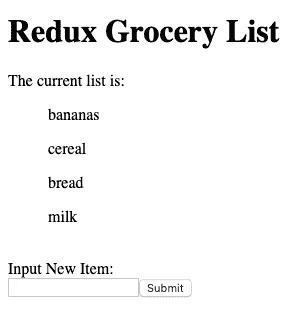 Redux Grocery List
The current list is:
bananas
cereal
bread
milk
Input New Item:
Submit